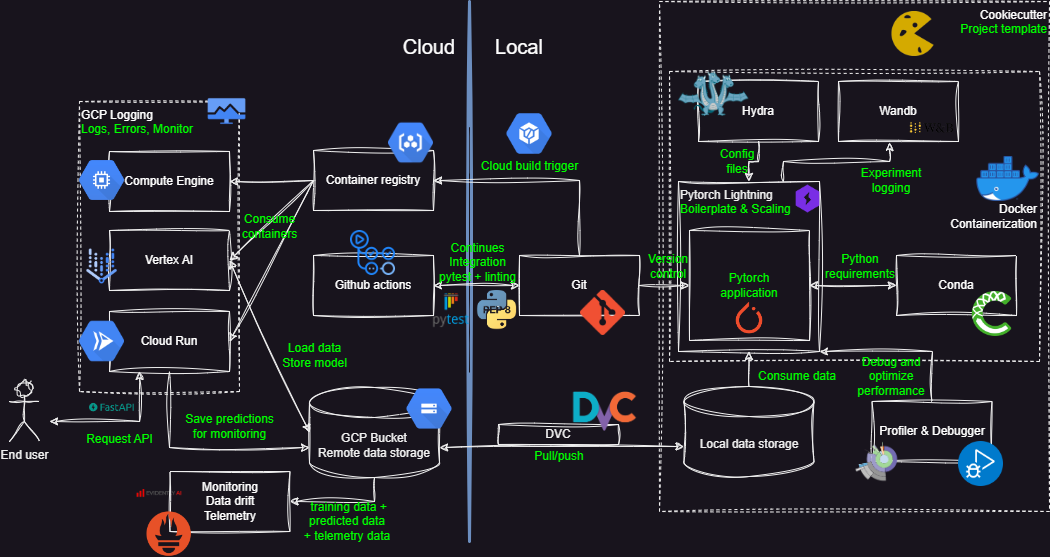 Cookiecutter
Project template
Cloud
Local
GCP Logging
Logs, Errors, Monitor
Hydra
Wandb
W&B
Compute Engine
Container registry
Cloud build trigger
Config
files
Experiment
logging
Docker
Containerization
Pytorch Lightning
Boilerplate & Scaling
Consume
containers
Vertex AI
Github actions
Continues
Integration
pytest + linting
pytest
PEP 8
Git
Version
control
Pytorch
application
Python
requirements
Conda
Cloud Run
Load data
Store model
Consume data
Debug and
optimize
performance
End user
FastAPI
Request API
Save predictions
for monitoring
GCP Bucket
Remote data storage
DVC
DVC
Pull/push
Local data storage
Profiler & Debugger
Monitoring
Data drift
Telemetry
EVIDENTLY AI
training data +
predicted data
+ telemetry data